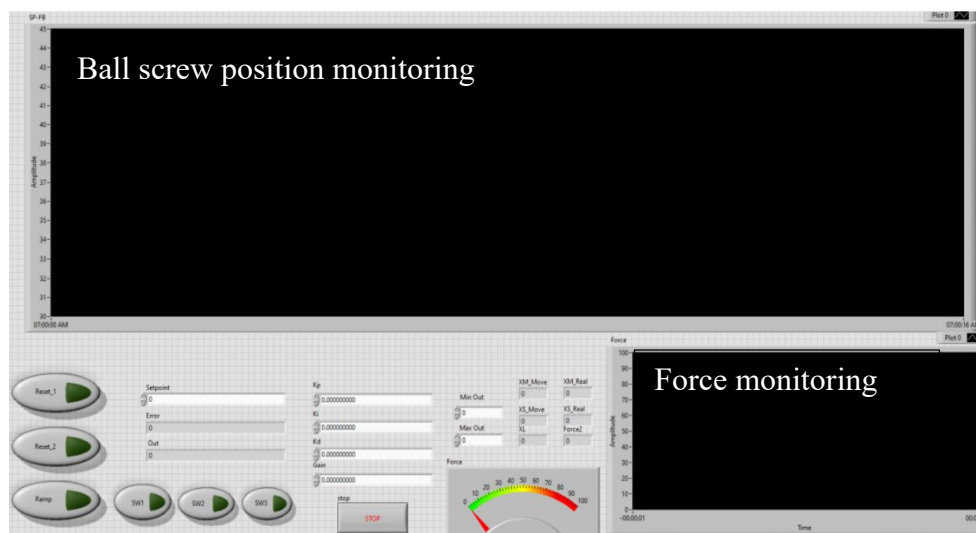 SP-FB
Plot 0
45
44
43
42
41
40
39
38
37
36
35
34
33
32
31
30
Amplitude
Ball screw position monitoring
07:00:00 AM
07:00:16 AM
Force
Plot 0
100
90
80
70
60
50
40
30
20
10
0
Amplitude
Force monitoring
-00:00:01
00:0
Time
Reset_1
Reset_2
Ramp
SW1
SW2
SW3
Setpoint
0
Error
0
Out
0
Kp
0.000000000
Ki
0.000000000
Kd
0.000000000
Gain
0.000000000
stop
STOP
Min Out
0
Max Out
0
XM_Move
0
XM_Real
0
XS_Move
0
XS_Real
0
XL
0
Force2
0
Force
0 10 20 30 40 50 60 70 80 90 100